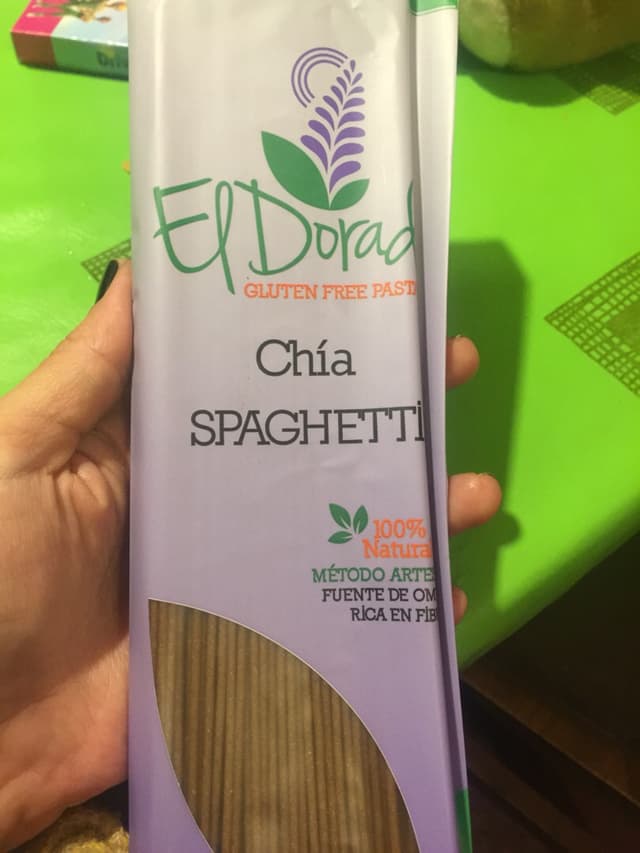 El Dorad
GLUTEN FREE PAST
Chía
SPAGHETTI
100%
Natura
MÉTODO ARTE
FUENTE DE OM
RICA EN FIB